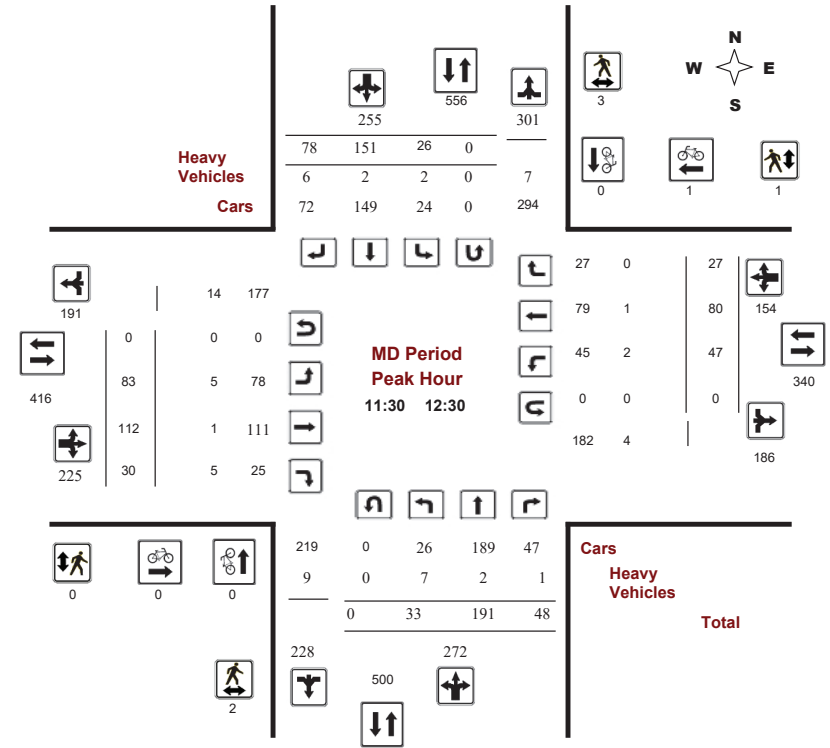 N
W E
S
556
3
255
301
78 151 26 0
Heavy
Vehicles
6 2 2 0 7
Cars
72 149 24 0 294
0
1
1
191
14 177
27 0 27
154
0 0 0
79 1 80
416
83 5 78
MD Period
Peak Hour
11:30 12:30
45 2 47
340
112 1 111
0 0 0
225
30 5 25
182 4
186
219 0 26 189 47
Cars
9 0 7 2 1
Heavy
Vehicles
0 33 191 48
Total
0
0
0
228
500
272
2